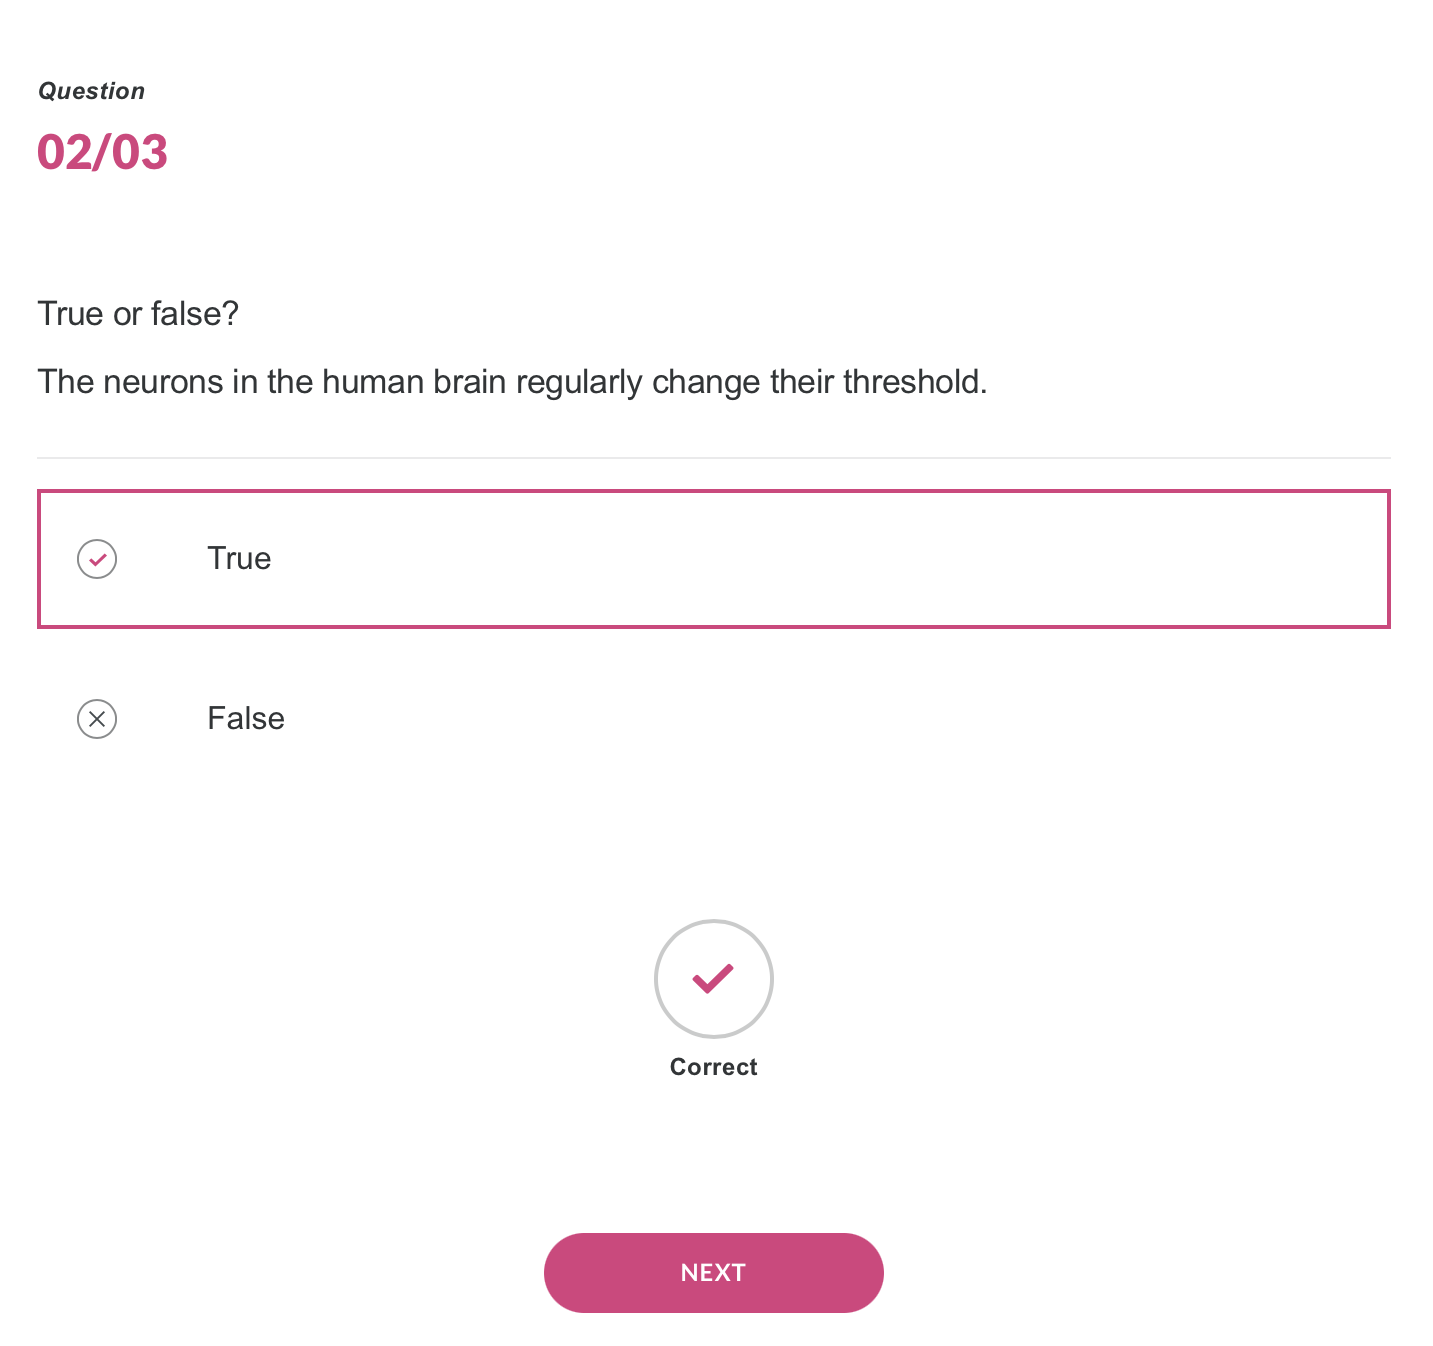 Question
02/03
True or false?
The neurons in the human brain regularly change their threshold.
True
False
Correct
NEXT